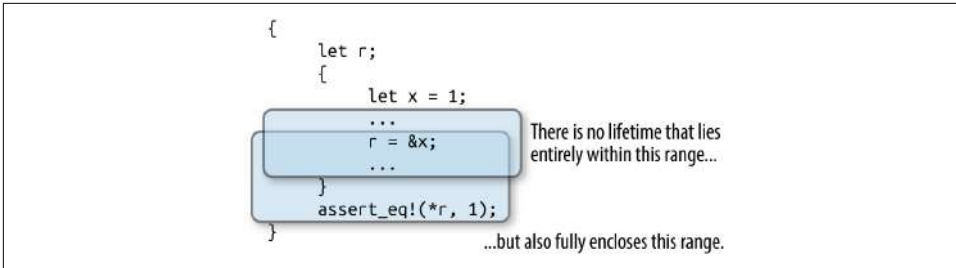 {
let r;
{
let x = 1;
...
r = &x;
...
}
assert_eq!(*r, 1);
}
There is no lifetime that lies
entirely within this range...
...but also fully encloses this range.